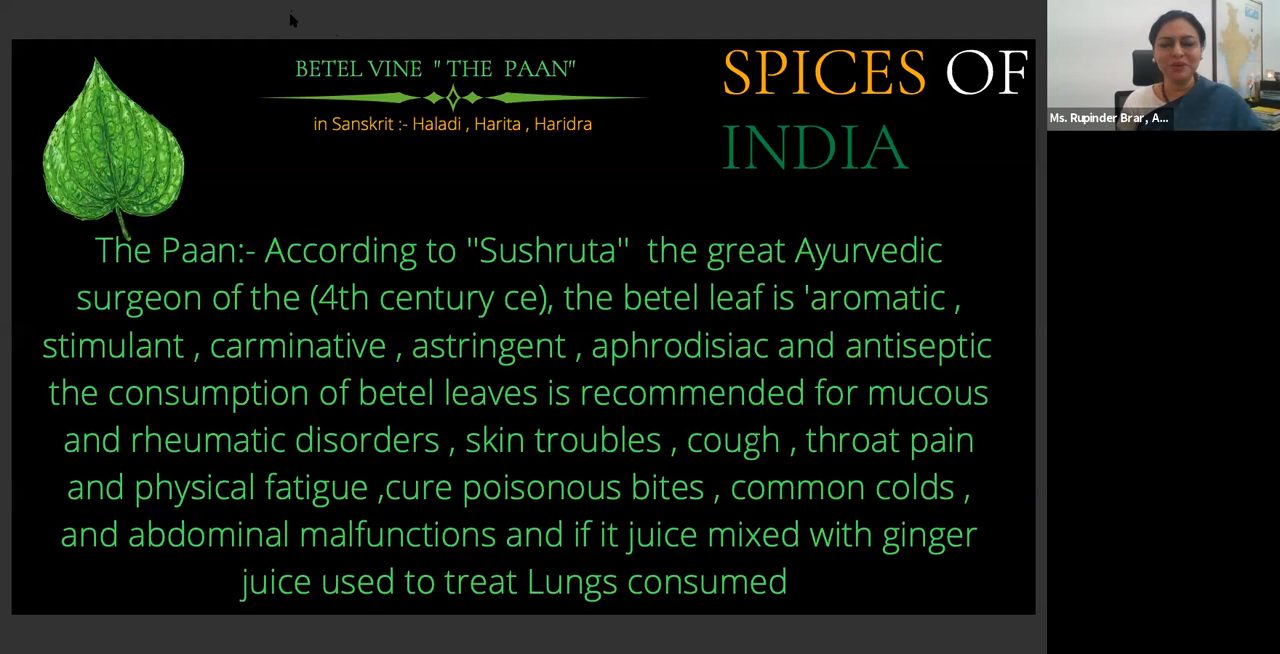 BETEL VINE " THE PAAN"
in Sanskrit :- Haladi , Harita , Haridra
SPICES OF
INDIA
The Paan:- According to "Sushruta" the great Ayurvedic
surgeon of the (4th century ce), the betel leaf is 'aromatic ,
stimulant , carminative , astringent , aphrodisiac and antiseptic
the consumption of betel leaves is recommended for mucous
and rheumatic disorders , skin troubles , cough , throat pain
and physical fatigue ,cure poisonous bites , common colds ,
and abdominal malfunctions and if it juice mixed with ginger
juice used to treat Lungs consumed
Ms. Rupinder Brar, A...